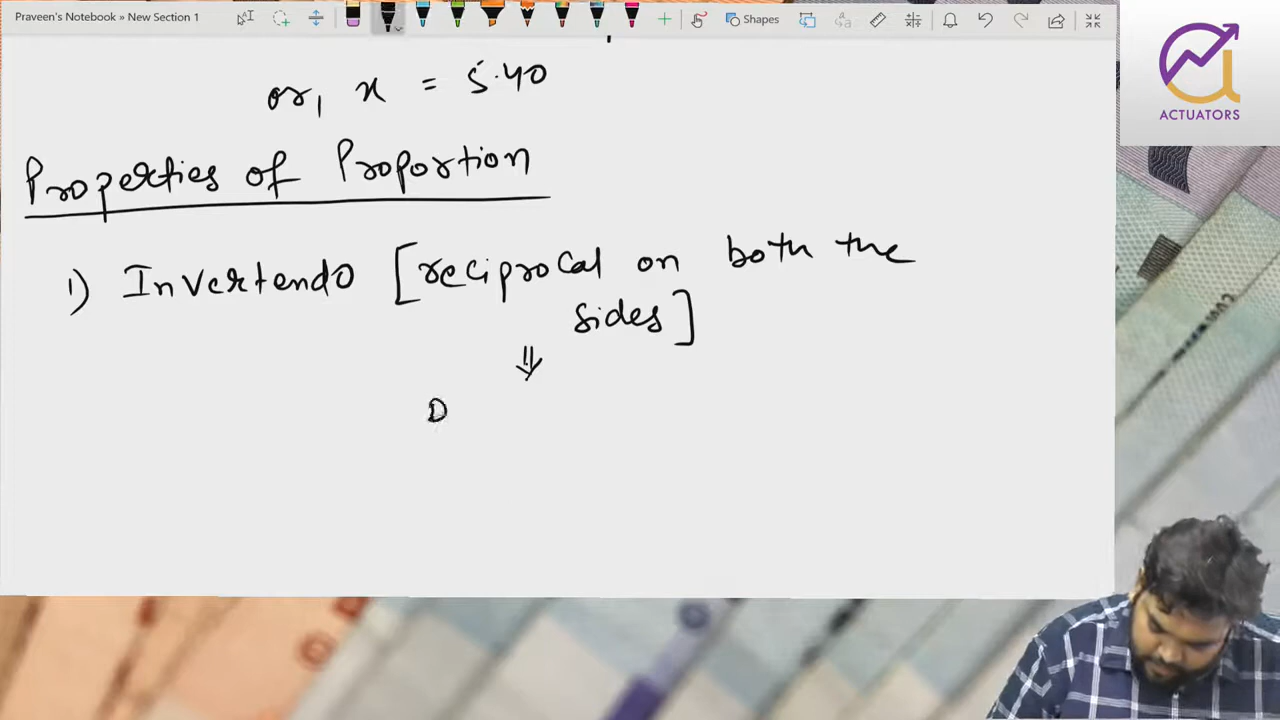 Praveen's Notebook » New Section 1
Shapes
ACTUATORS
or, x = 5.40
Properties of Proportion
1) Invertendo [reciprocal on both the
sides]
⇓
D